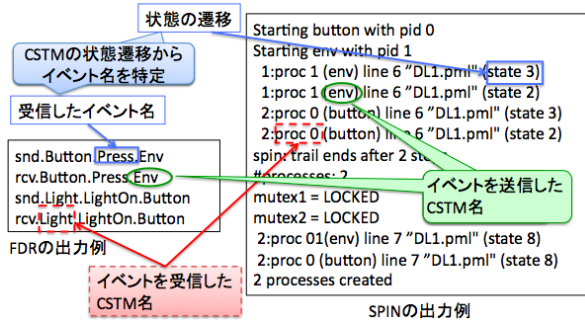 状態の遷移
CSTMの状態遷移から
イベント名を特定
受信したイベント名
snd.Button.Press.Env
rcv.Button.Press.Env
snd.Light.LightOn.Button
rcv.Light.LightOn.Button
FDRの出力例
イベントを受信した
CSTM名
Starting button with pid 0
Starting env with pid 1
1:proc 1 (env) line 6 "DL1.pml" (state 3)
1:proc 1 (env) line 6 "DL1.pml" (state 2)
2:proc 0 (button) line 6 "DL1.pml" (state 3)
2:proc 0 (button) line 6 "DL1.pml" (state 2)
spin: trail ends after 2
#processes: 2
mutex1 = LOCKED
mutex2 = LOCKED
2:proc 01(env) line 7 "DL1.pml" (state 8)
2:proc 0 (button) line 7 "DL1.pml" (state 8)
2 processes created
イベントを送信した
CSTM名
SPINの出力例